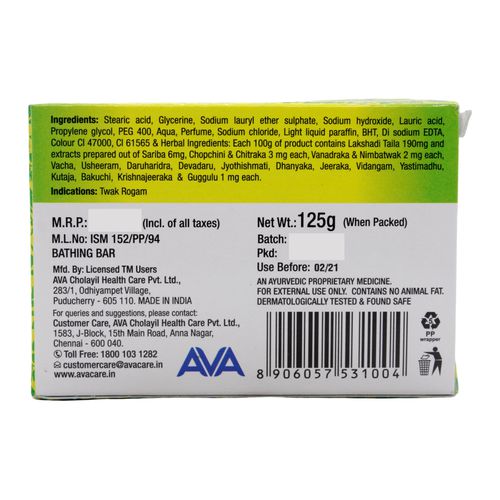 Ingredients: Stearic acid, Glycerine, Sodium lauryl ether sulphate, Sodium hydroxide, Lauric acid,
Propylene glycol, PEG 400, Aqua, Perfume, Sodium chloride, Light liquid paraffin, BHT, Di sodium EDTA,
Colour CI 47000, CI 61565 & Herbal Ingredients: Each 100g of product contains Lakshadi Taila 190mg and
extracts prepared out of Sariba 6mg, Chopchini & Chitraka 3 mg each, Vanadraka & Nimbatwak 2 mg each,
Vacha, Usheeram, Daruharidra, Devadaru, Jyothishmati, Dhanyaka, Jeeraka, Vidangam, Yastimadhu,
Kutaja, Bakuchi, Krishnajeeraka & Guggulu 1 mg each.
Indications: Twak Rogam
M.R.P.: (Incl. of all taxes)
M.L.No: ISM 152/PP/94
BATHING BAR
Mfd. By: Licensed TM Users
AVA Cholayil Health Care Pvt. Ltd.,
283/1, Odhiyampet Village,
Puducherry - 605 110. MADE IN INDIA
For queries and suggestions, please contact:
Customer Care, AVA Cholayil Health Care Pvt. Ltd.,
1583, J-Block, 15th Main Road, Anna Nagar,
Chennai - 600 040.
Toll Free: 1800 103 1282
customercare@avacare.in
www.avacare.in
AVA
Net Wt.: 125g (When Packed)
Batch:
Pkd:
Use Before: 02/21
AN AYURVEDIC PROPRIETARY MEDICINE.
FOR EXTERNAL USE ONLY. CONTAINS NO ANIMAL FAT.
DERMATOLOGICALLY TESTED & FOUND SAFE
8 906057 531004
PP
wrapper